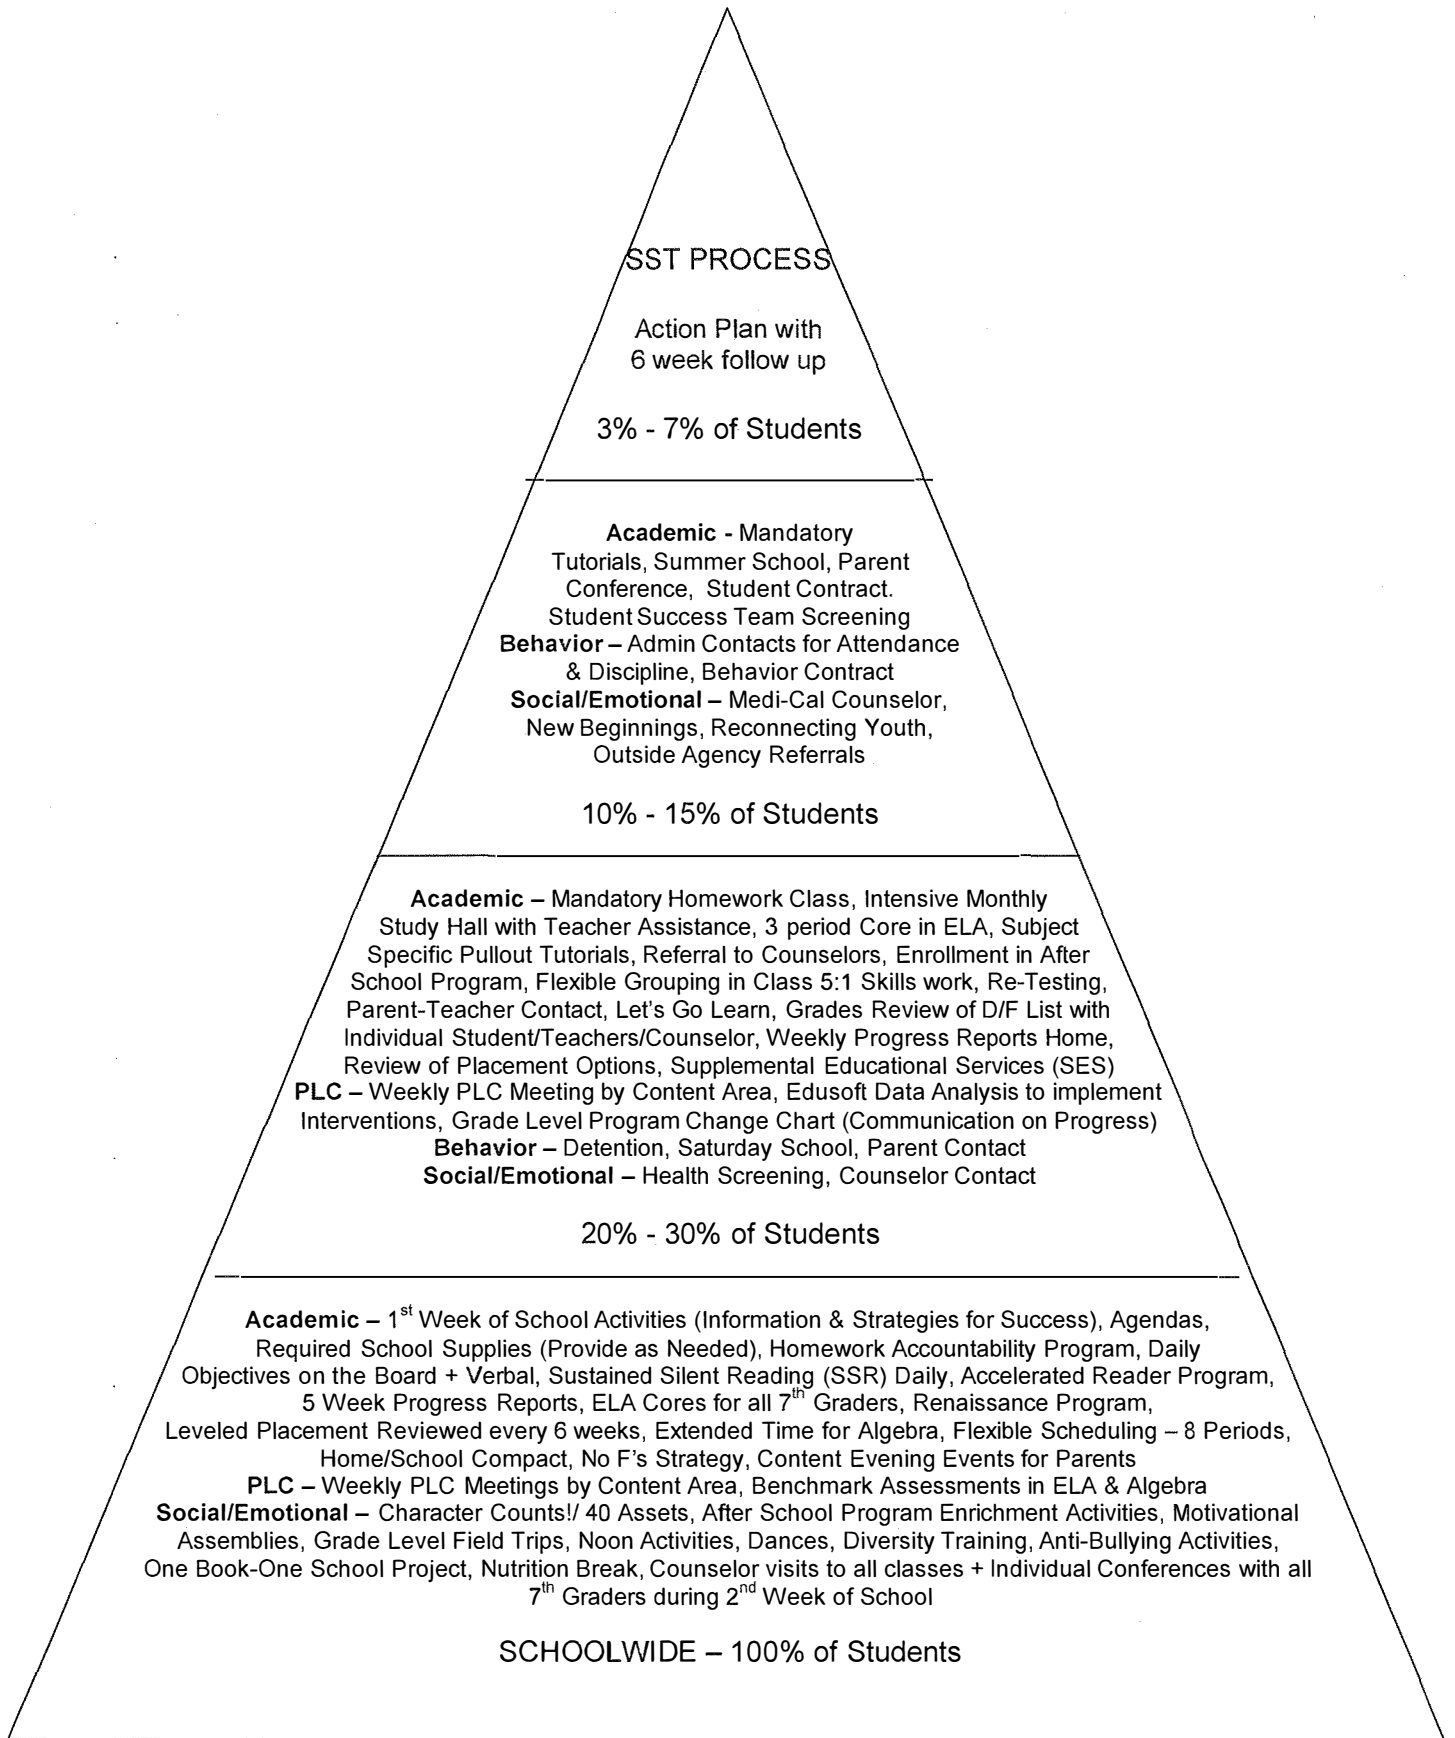 SST PROCESS
Action Plan with
6 week follow up
3% - 7% of Students
Academic - Mandatory
Tutorials, Summer School, Parent
Conference, Student Contract.
Student Success Team Screening
Behavior – Admin Contacts for Attendance
& Discipline, Behavior Contract
Social/Emotional – Medi-Cal Counselor,
New Beginnings, Reconnecting Youth,
Outside Agency Referrals
10% - 15% of Students
Academic – Mandatory Homework Class, Intensive Monthly
Study Hall with Teacher Assistance, 3 period Core in ELA, Subject
Specific Pullout Tutorials, Referral to Counselors, Enrollment in After
School Program, Flexible Grouping in Class 5:1 Skills work, Re-Testing,
Parent-Teacher Contact, Let's Go Learn, Grades Review of D/F List with
Individual Student/Teachers/Counselor, Weekly Progress Reports Home,
Review of Placement Options, Supplemental Educational Services (SES)
PLC – Weekly PLC Meeting by Content Area, Edusoft Data Analysis to implement
Interventions, Grade Level Program Change Chart (Communication on Progress)
Behavior – Detention, Saturday School, Parent Contact
Social/Emotional – Health Screening, Counselor Contact
20% - 30% of Students
Academic – 1st Week of School Activities (Information & Strategies for Success), Agendas,
Required School Supplies (Provide as Needed), Homework Accountability Program, Daily
Objectives on the Board + Verbal, Sustained Silent Reading (SSR) Daily, Accelerated Reader Program,
5 Week Progress Reports, ELA Cores for all 7th Graders, Renaissance Program,
Leveled Placement Reviewed every 6 weeks, Extended Time for Algebra, Flexible Scheduling – 8 Periods,
Home/School Compact, No F's Strategy, Content Evening Events for Parents
PLC – Weekly PLC Meetings by Content Area, Benchmark Assessments in ELA & Algebra
Social/Emotional – Character Counts!/ 40 Assets, After School Program Enrichment Activities, Motivational
Assemblies, Grade Level Field Trips, Noon Activities, Dances, Diversity Training, Anti-Bullying Activities,
One Book-One School Project, Nutrition Break, Counselor visits to all classes + Individual Conferences with all
7th Graders during 2nd Week of School
SCHOOLWIDE – 100% of Students